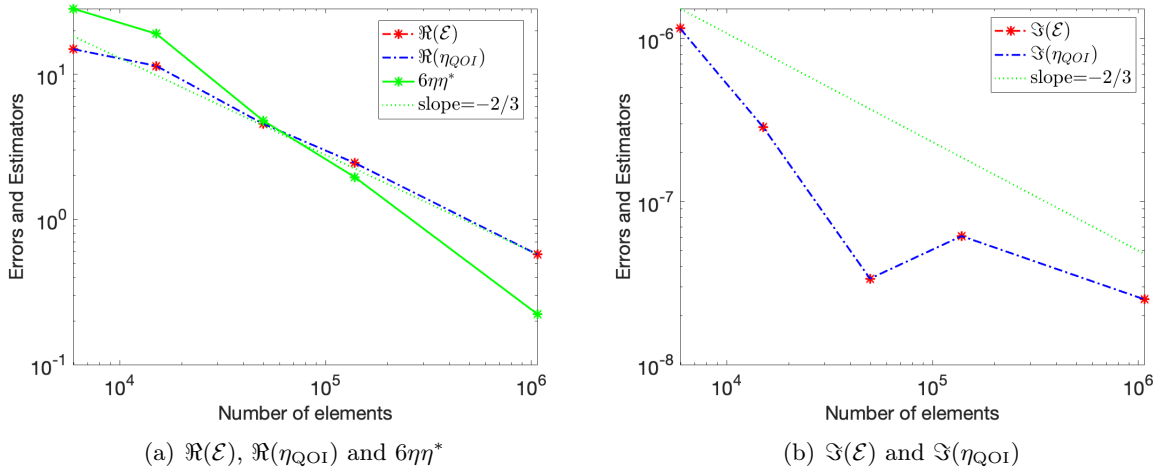 ℜ(ℰ)
ℜ(η_QOI)
6ηη*
slope=−2/3
10^1
10^0
10^-1
10^4
10^5
10^6
Errors and Estimators
Number of elements
(a) ℜ(ℰ), ℜ(η_QOI) and 6ηη*
ℑ(ℰ)
ℑ(η_QOI)
slope=−2/3
10^-6
10^-7
10^-8
10^4
10^5
10^6
Errors and Estimators
Number of elements
(b) ℑ(ℰ) and ℑ(η_QOI)